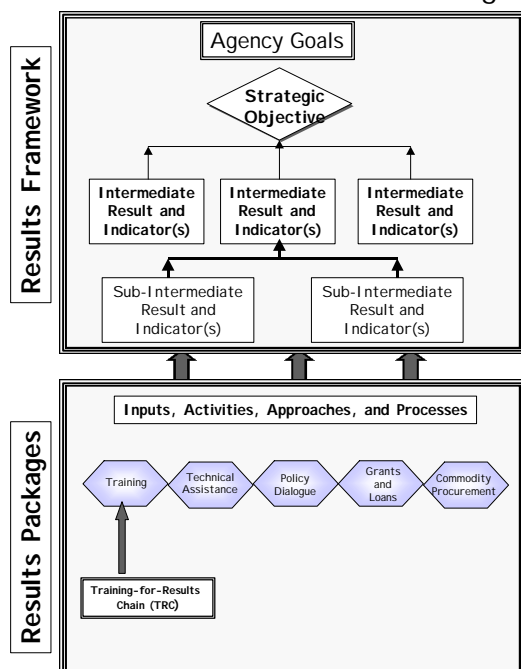 Results Framework
Agency Goals
Strategic
Objective
Intermediate
Result and
Indicator(s)
Intermediate
Result and
Indicator(s)
Intermediate
Result and
Indicator(s)
Sub-Intermediate
Result and
Indicator(s)
Sub-Intermediate
Result and
Indicator(s)
Results Packages
Inputs, Activities, Approaches, and Processes
Training
Technical
Assistance
Policy
Dialogue
Grants
and
Loans
Commodity
Procurement
Training-for-Results
Chain (TRC)